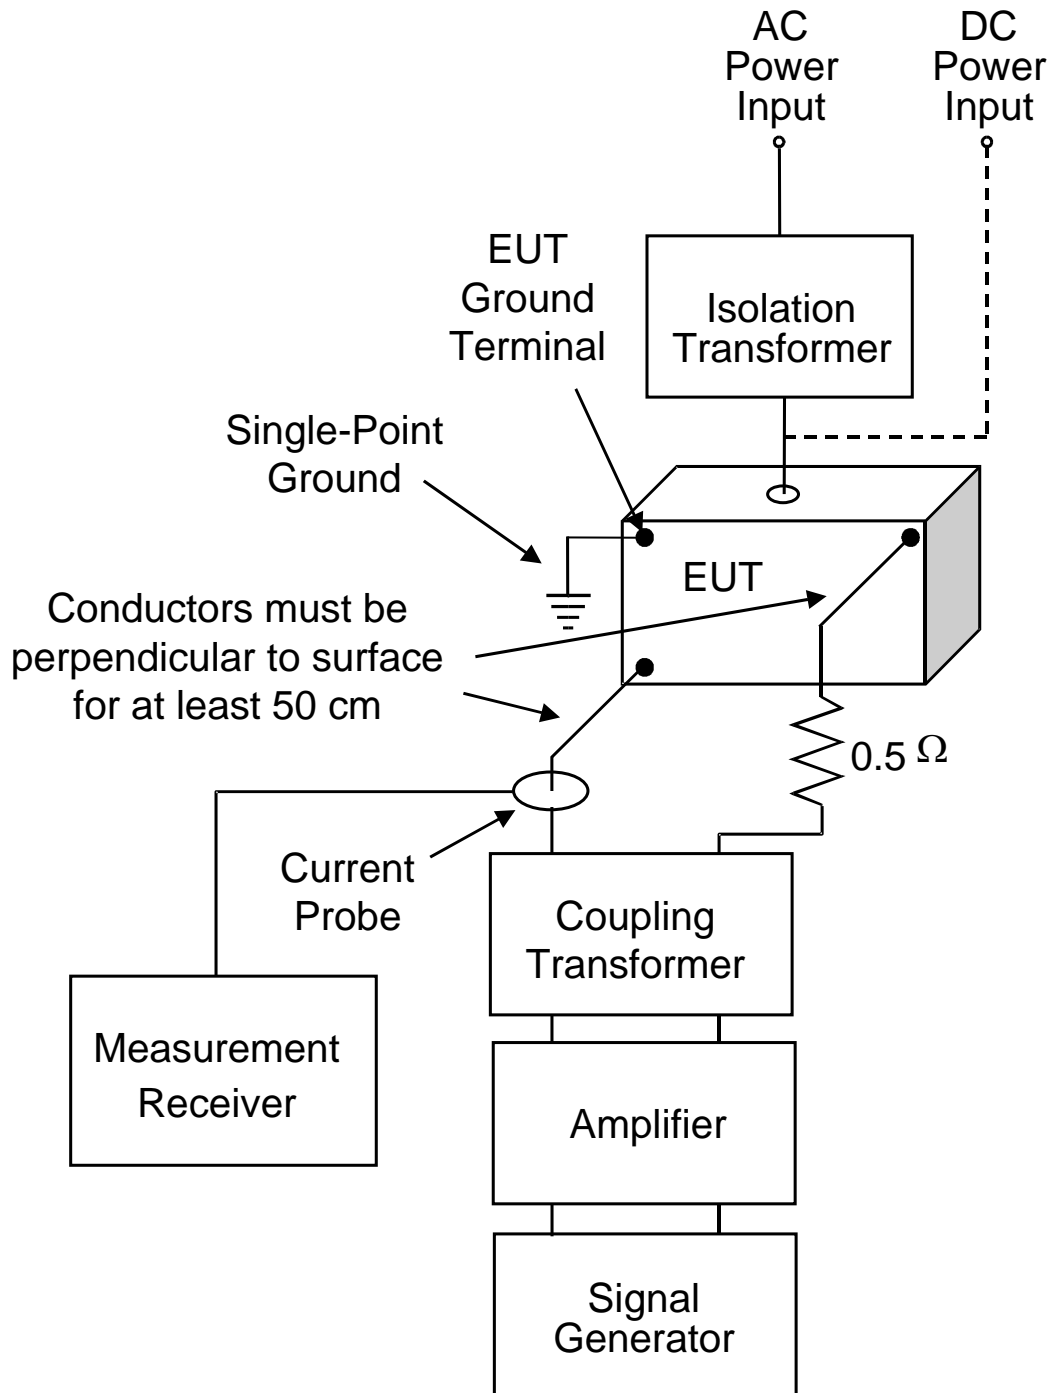 AC
Power
Input
DC
Power
Input
EUT
Ground
Terminal
Isolation
Transformer
Single-Point
Ground
EUT
Conductors must be
perpendicular to surface
for at least 50 cm
0.5 Ω
Current
Probe
Coupling
Transformer
Measurement
Receiver
Amplifier
Signal
Generator